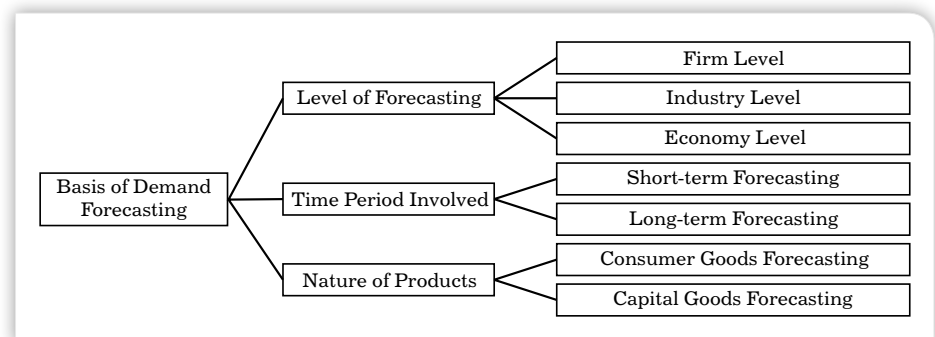 Firm Level
Level of Forecasting
Industry Level
Economy Level
Basis of Demand
Forecasting
Time Period Involved
Short-term Forecasting
Long-term Forecasting
Nature of Products
Consumer Goods Forecasting
Capital Goods Forecasting